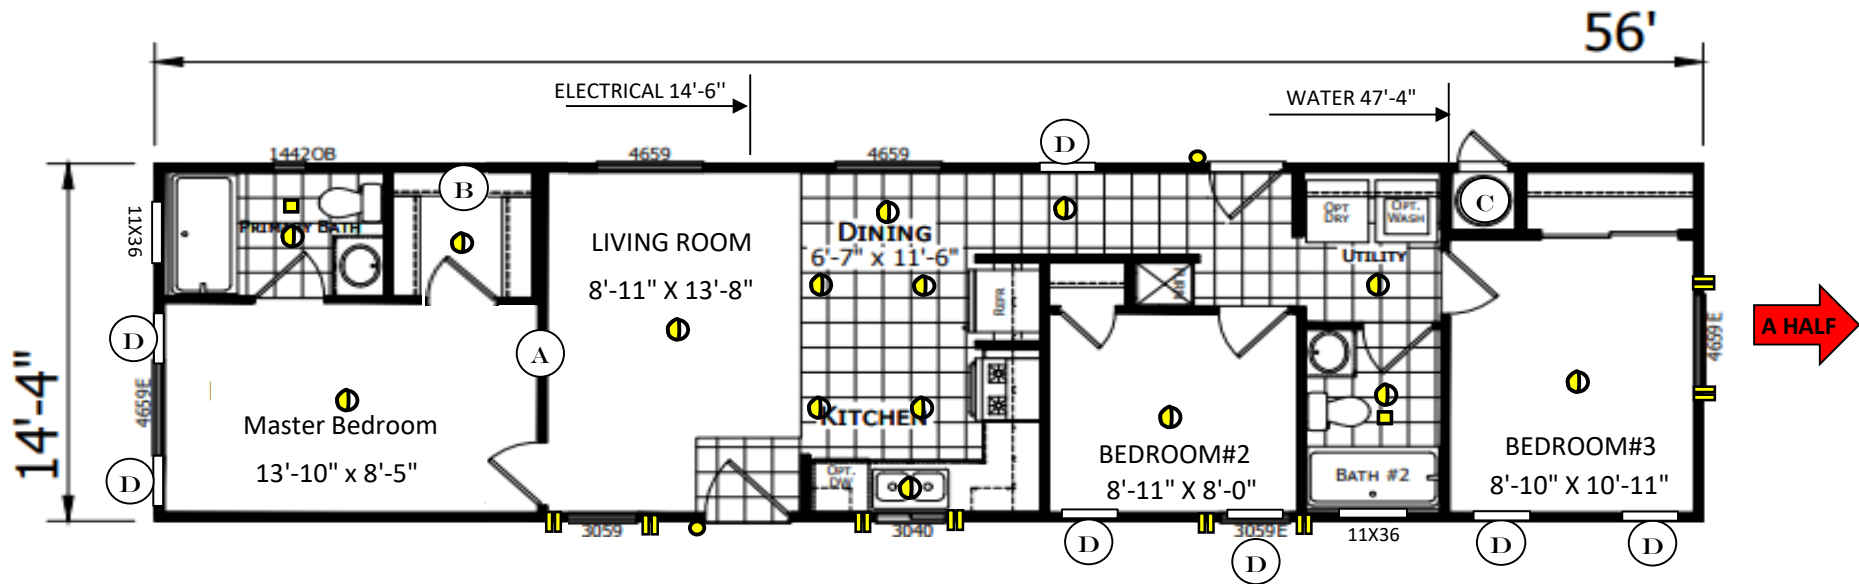 56'
ELECTRICAL 14'-6"
WATER 47'-4"
D
1442OB
4659
4659
B
C
11X36
PRIMARY BATH
LIVING ROOM
8'-11" X 13'-8"
DINING
6'-7" x 11'-6"
OPT
DRY
OPT.
WASH
UTILITY
REFR
A HALF
14'-4"
D
A
4659E
4659E
Master Bedroom
13'-10" x 8'-5"
KITCHEN
BEDROOM#2
8'-11" X 8'-0"
BEDROOM#3
8'-10" X 10'-11"
BATH #2
OPT.
DW
D
3059
3040
3059E
11X36
D
D
D
D